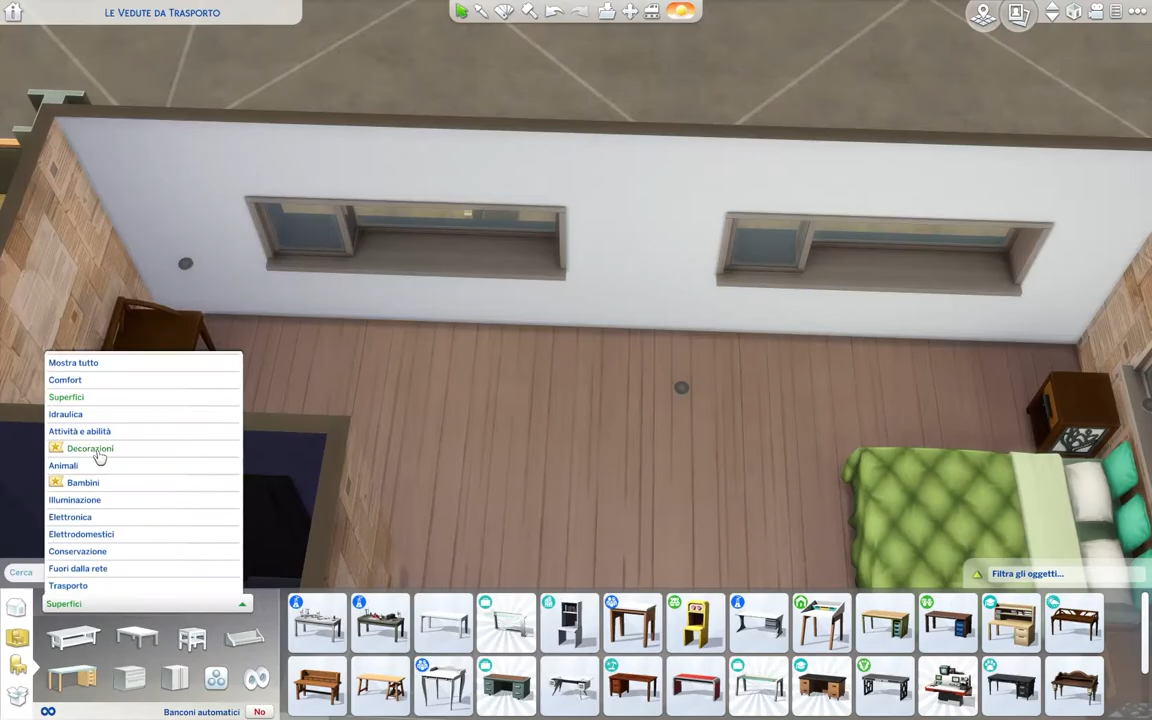 Le Vedute da Trasporto
Mostra tutto
Comfort
Superfici
Idraulica
Attività e abilità
Decorazioni
Animali
Bambini
Illuminazione
Elettronica
Elettrodomestici
Conservazione
Fuori dalla rete
Trasporto
Cerca
Filtra gli oggetti...
Superfici
Banconi automatici No